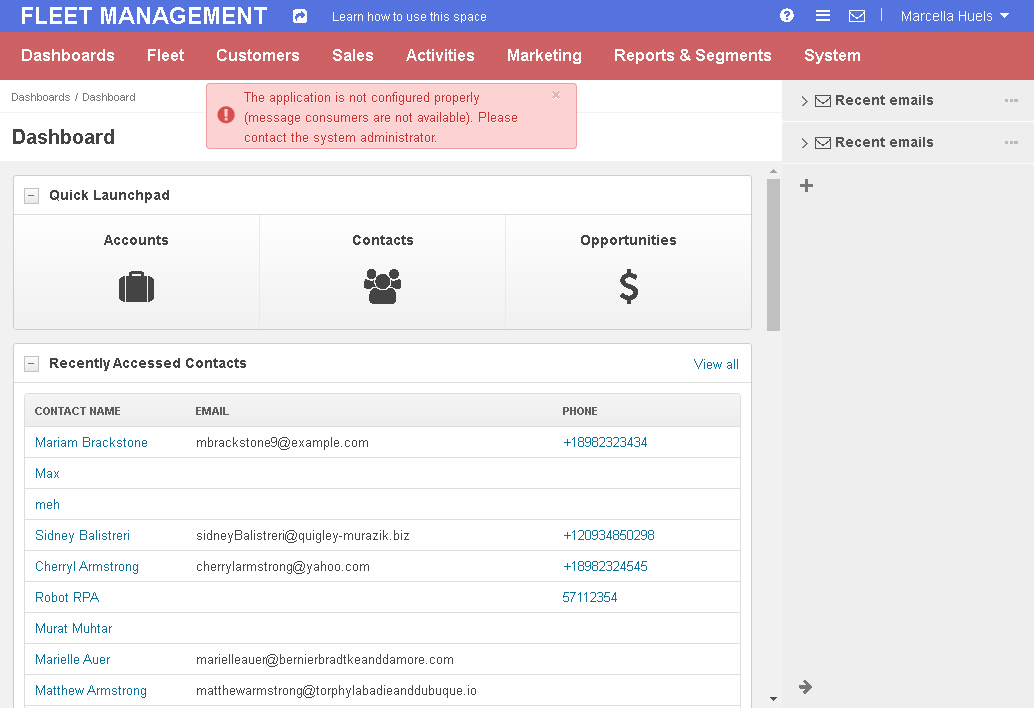 FLEET MANAGEMENT
Learn how to use this space
Marcella Huels
Dashboards Fleet Customers Sales Activities Marketing Reports & Segments System
Dashboards / Dashboard
The application is not configured properly
(message consumers are not available). Please
contact the system administrator.
Dashboard
Recent emails
Recent emails
Quick Launchpad
Accounts Contacts Opportunities
Recently Accessed Contacts View all
CONTACT NAME EMAIL PHONE
Mariam Brackstone mbrackstone9@example.com +18982323434
Max
meh
Sidney Balistreri sidneyBalistreri@quigley-murazik.biz +120934850298
Cherryl Armstrong cherrylarmstrong@yahoo.com +18982324545
Robot RPA 57112354
Murat Muhtar
Marielle Auer marielleauer@bernierbradtkeanddamore.com
Matthew Armstrong matthewarmstrong@torphylabadieanddubuque.io